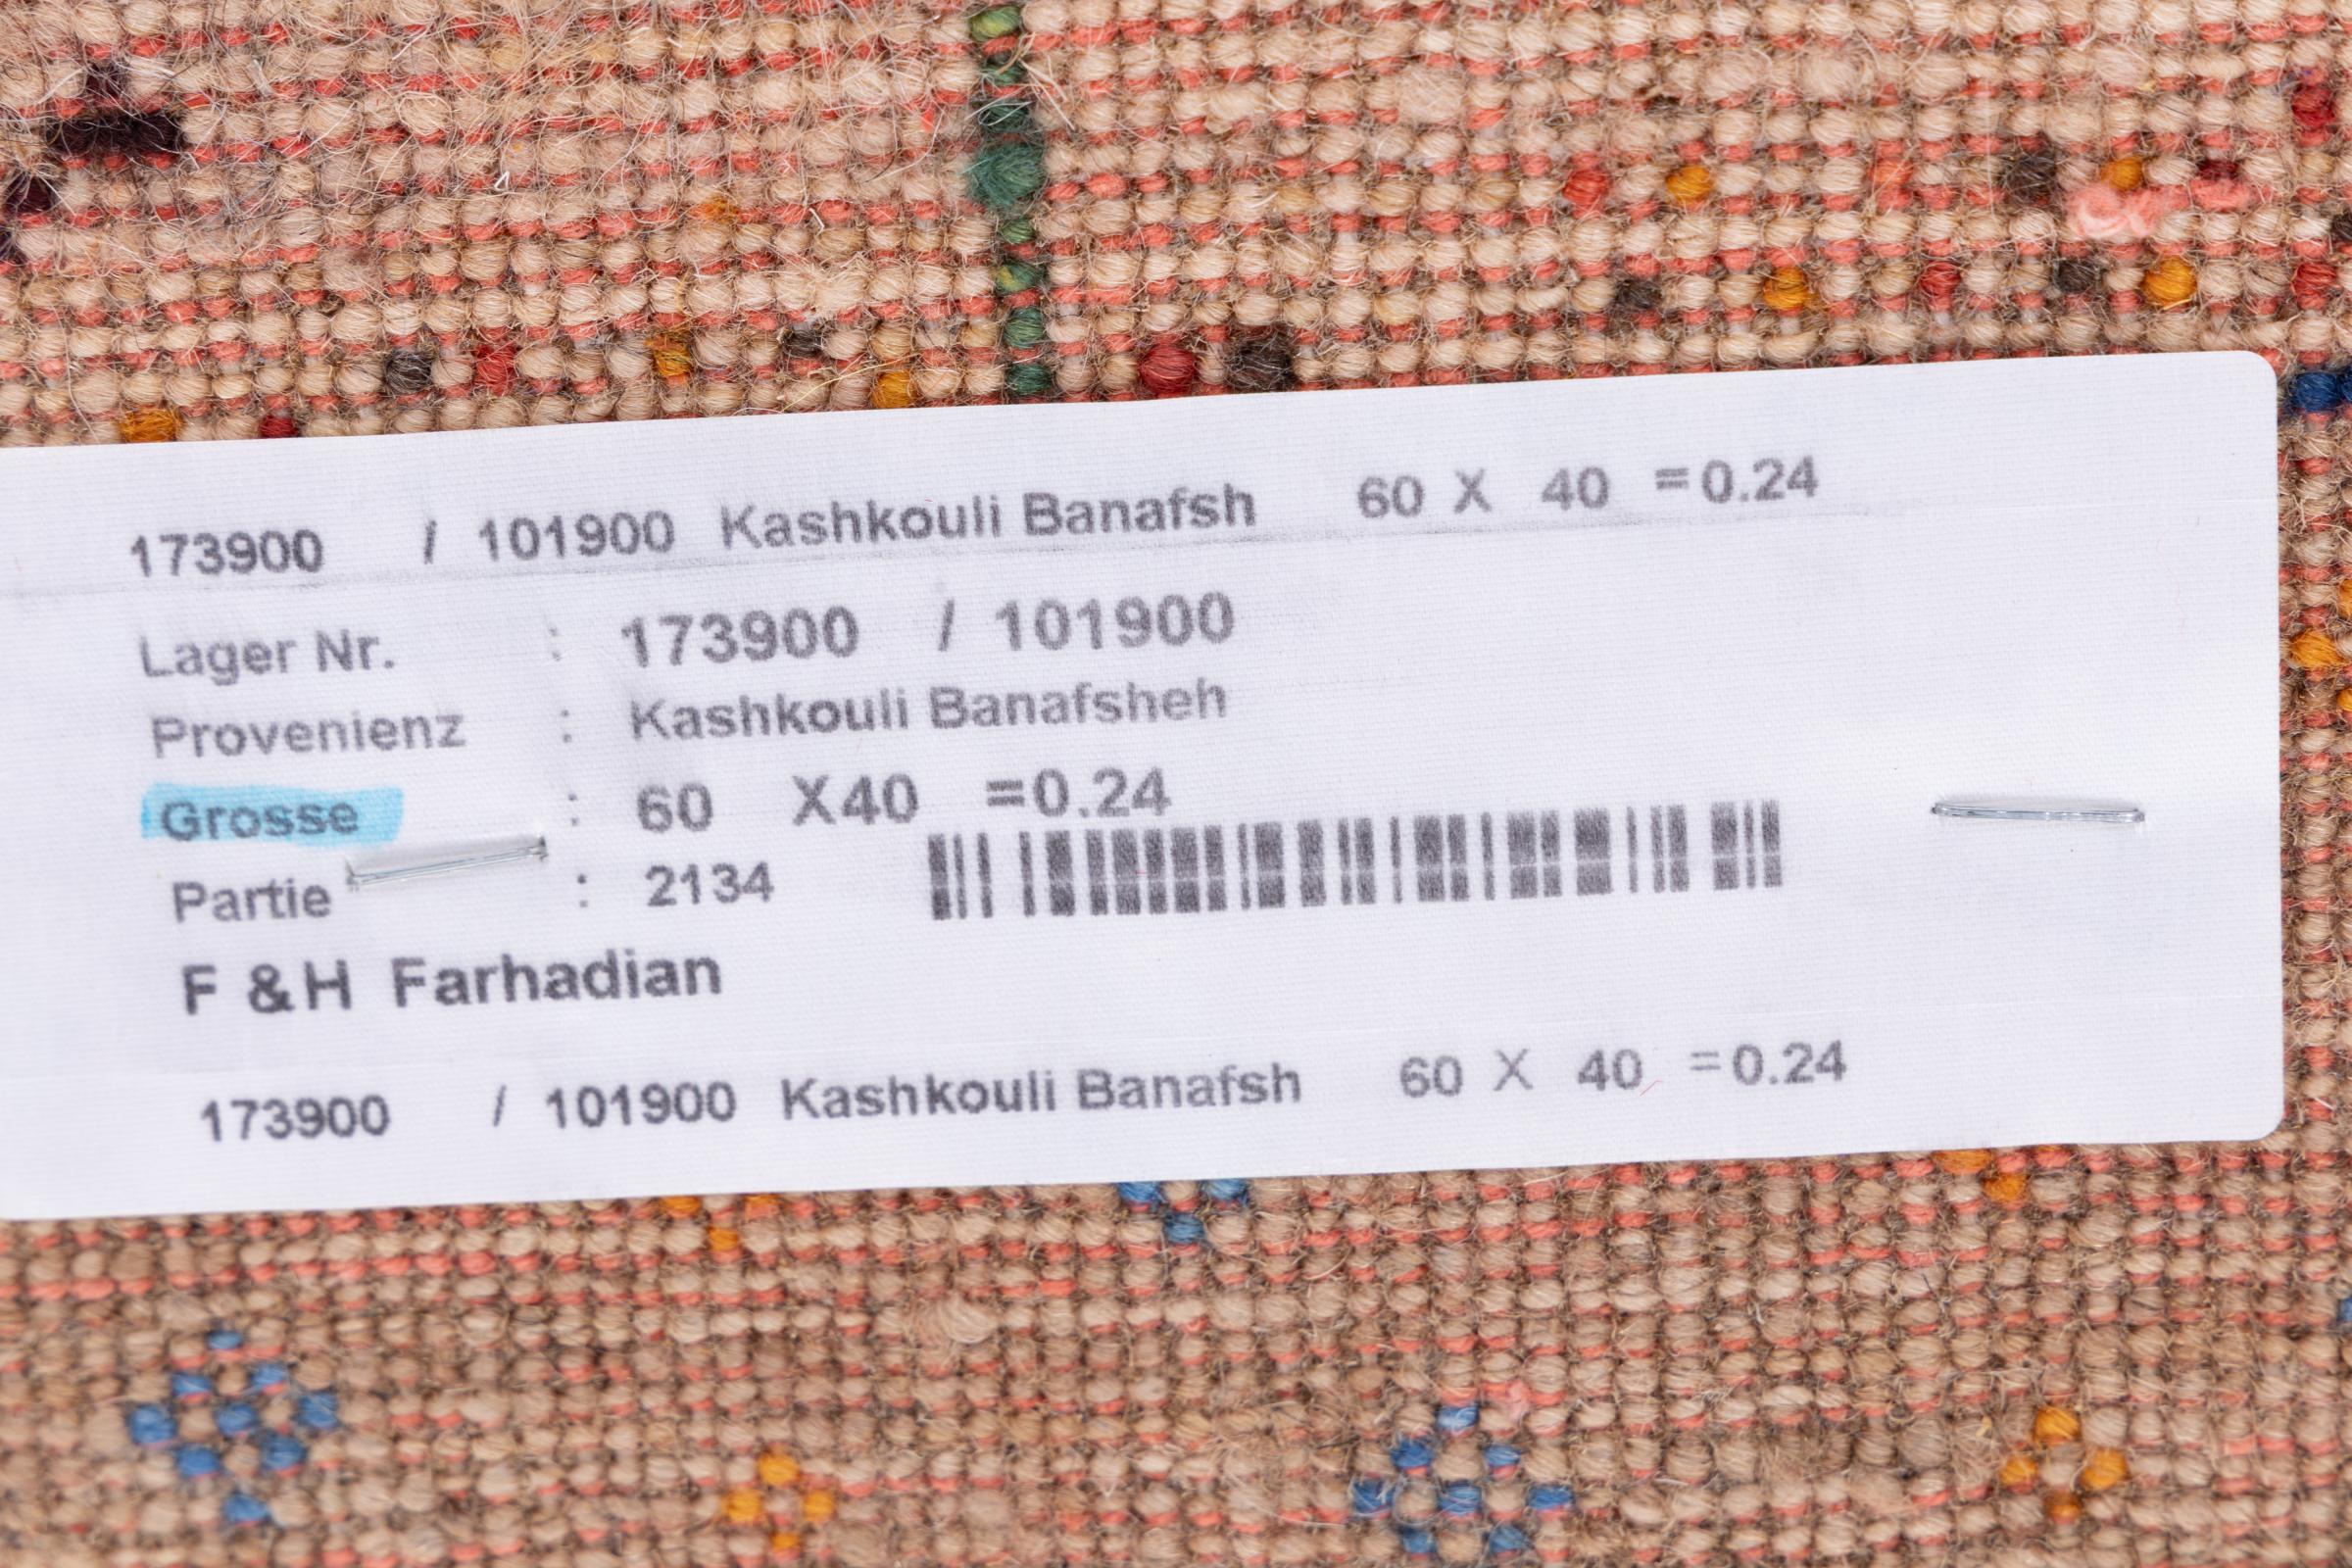 173900 / 101900 Kashkouli Banafsh 60 X 40 =0.24
Lager Nr. : 173900 / 101900
Provenienz : Kashkouli Banafsheh
Grosse : 60 X40 =0.24
Partie : 2134
F &H Farhadian
173900 / 101900 Kashkouli Banafsh 60 X 40 =0.24